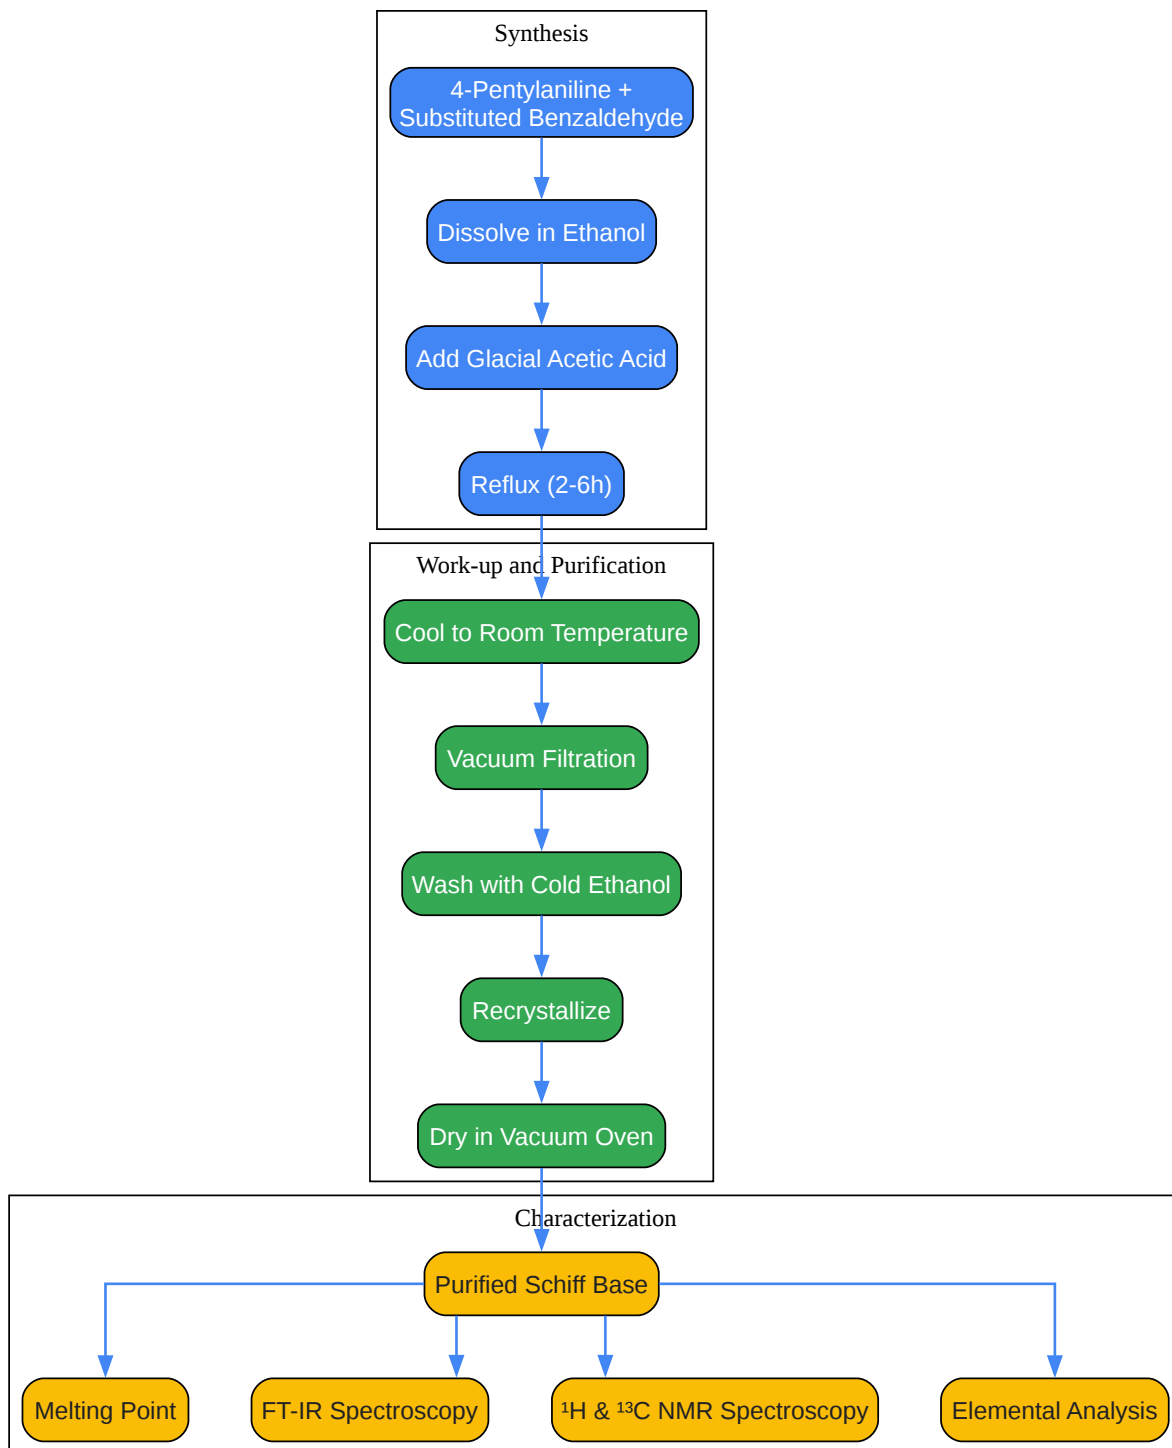 Synthesis
4-Pentylaniline +
Substituted Benzaldehyde
Dissolve in Ethanol
Add Glacial Acetic Acid
Reflux (2-6h)
Work-up and Purification
Cool to Room Temperature
Vacuum Filtration
Wash with Cold Ethanol
Recrystallize
Dry in Vacuum Oven
Characterization
Purified Schiff Base
Melting Point
FT-IR Spectroscopy
¹H & ¹³C NMR Spectroscopy
Elemental Analysis